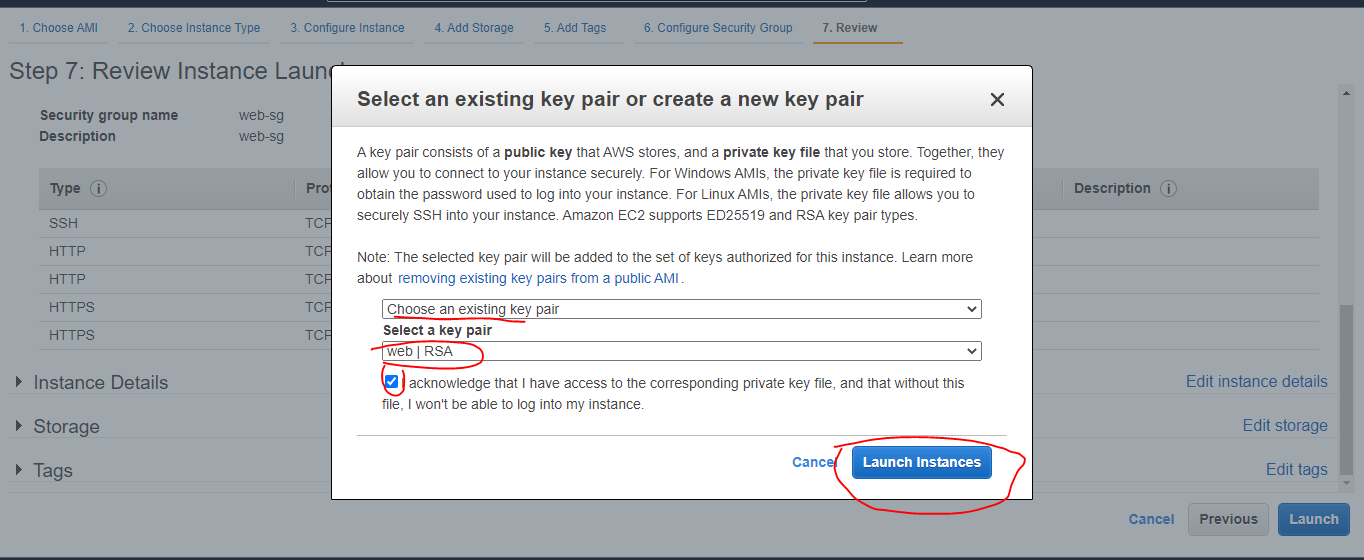 1. Choose AMI 2. Choose Instance Type 3. Configure Instance 4. Add Storage 5. Add Tags 6. Configure Security Group 7. Review
Step 7: Review Instance
Security group name web-sg
Description web-sg
Type Description
SSH
HTTP
HTTP
HTTPS
HTTPS
Instance Details Edit instance details
Storage Edit storage
Tags Edit tags
Cancel Previous Launch
Select an existing key pair or create a new key pair
A key pair consists of a public key that AWS stores, and a private key file that you store. Together, they
allow you to connect to your instance securely. For Windows AMIs, the private key file is required to
obtain the password used to log into your instance. For Linux AMIs, the private key file allows you to
securely SSH into your instance. Amazon EC2 supports ED25519 and RSA key pair types.
Note: The selected key pair will be added to the set of keys authorized for this instance. Learn more
about removing existing key pairs from a public AMI.
Choose an existing key pair
Select a key pair
web | RSA
acknowledge that I have access to the corresponding private key file, and that without this
file, I won't be able to log into my instance.
Cancel Launch Instances